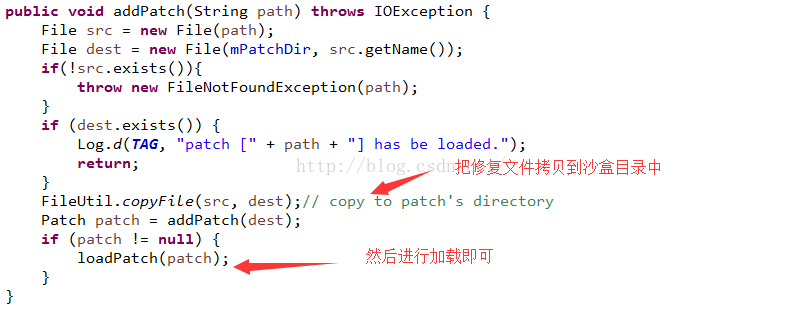 public void addPatch(String path) throws IOException {
File src = new File(path);
File dest = new File(mPatchDir, src.getName());
if(!src.exists()){
throw new FileNotFoundException(path);
}
if (dest.exists()) {
Log.d(TAG, "patch [" + path + "] has be loaded.");
return;
http://blog.csdn
把修复文件拷贝到沙盒目录中
}
FileUtil.copyFile(src, dest);// copy to patch's directory
Patch patch = addPatch(dest);
if (patch != null) {
loadPatch(patch);
然后进行加载即可
}
}